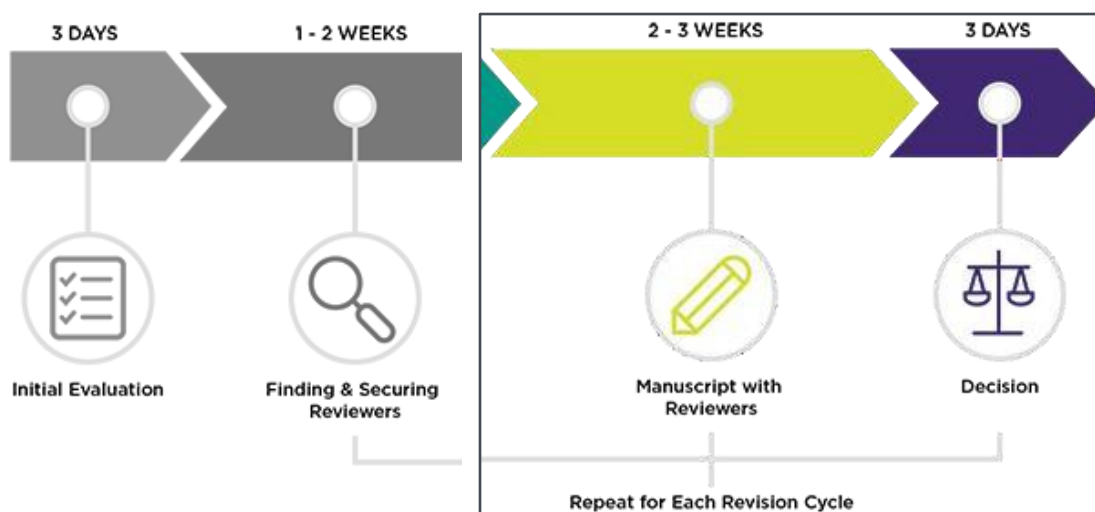 3 DAYS
1 - 2 WEEKS
2 - 3 WEEKS
3 DAYS
Initial Evaluation
Finding & Securing
Reviewers
Manuscript with
Reviewers
Decision
Repeat for Each Revision Cycle